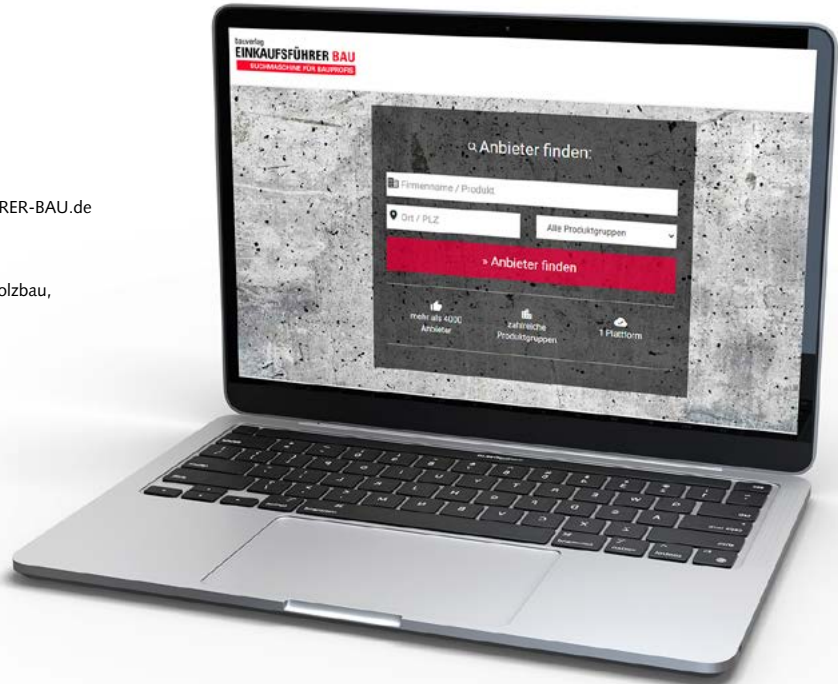 RER-BAU.de
olzbau,
bauverlag
EINKAUFSFÜHRER BAU
SUCHMASCHINE FÜR BAUPROFIS
Anbieter finden:
Firmenname / Produkt
Ort / PLZ
Alle Produktgruppen
» Anbieter finden
mehr als 4000
Anbieter
zahlreiche
Produktgruppen
1 Plattform